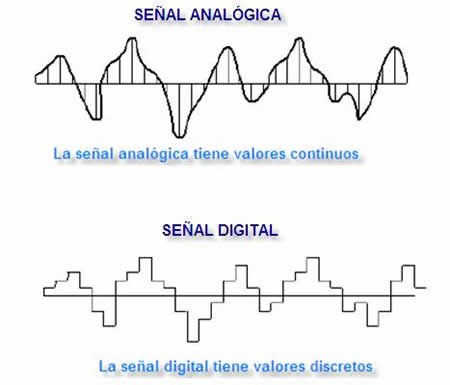 SEÑAL ANALÓGICA
La señal analógica tiene valores continuos
SEÑAL DIGITAL
La señal digital tiene valores discretos